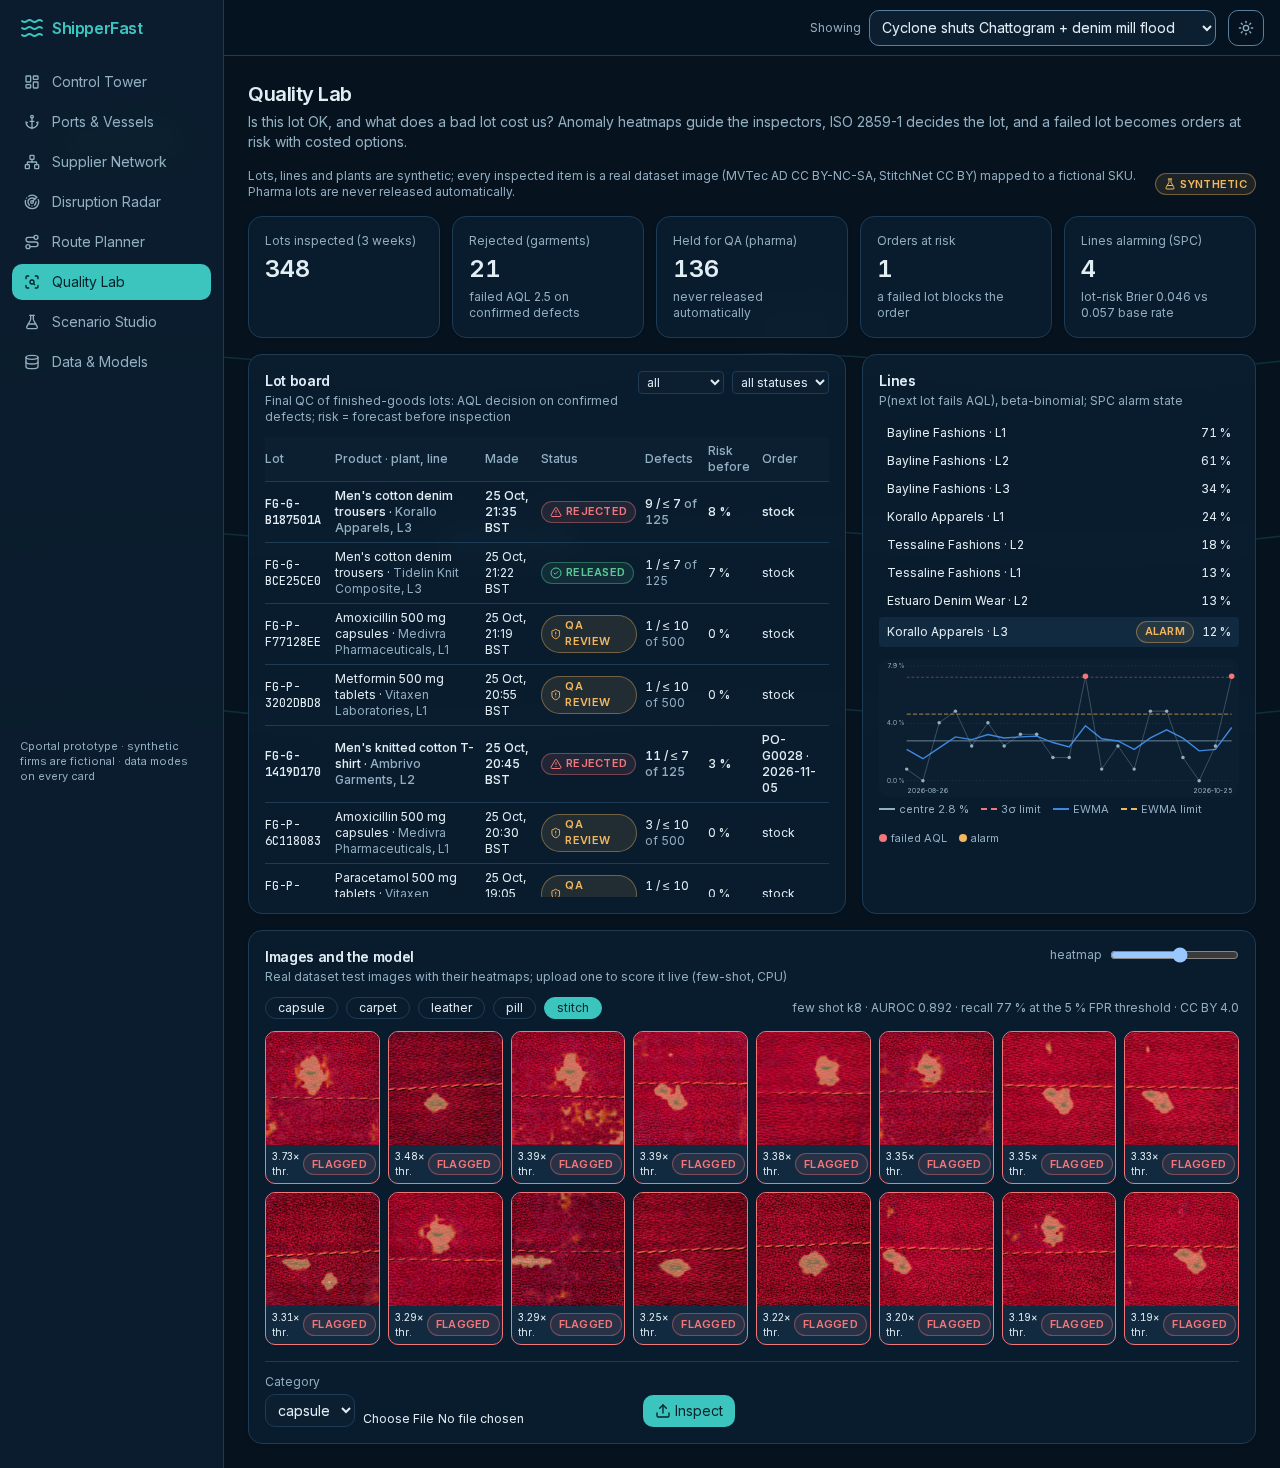 ShipperFast
Showing
Cyclone shuts Chattogram + denim mill flood
Control Tower
Ports & Vessels
Supplier Network
Disruption Radar
Route Planner
Quality Lab
Scenario Studio
Data & Models
Cportal prototype · synthetic
firms are fictional · data modes
on every card
Quality Lab
Is this lot OK, and what does a bad lot cost us? Anomaly heatmaps guide the inspectors, ISO 2859-1 decides the lot, and a failed lot becomes orders at
risk with costed options.
Lots, lines and plants are synthetic; every inspected item is a real dataset image (MVTec AD CC BY-NC-SA, StitchNet CC BY) mapped to a fictional SKU.
Pharma lots are never released automatically.
SYNTHETIC
Lots inspected (3 weeks)
348
Rejected (garments)
21
failed AQL 2.5 on
confirmed defects
Held for QA (pharma)
136
never released
automatically
Orders at risk
1
a failed lot blocks the
order
Lines alarming (SPC)
4
lot-risk Brier 0.046 vs
0.057 base rate
Lot board
Final QC of finished-goods lots: AQL decision on confirmed
defects; risk = forecast before inspection
all
all statuses
Lot
Product · plant, line
Made
Status
Defects
Risk
before
Order
FG-G-
B187501A
Men's cotton denim
trousers · Korallo
Apparels, L3
25 Oct,
21:35
BST
REJECTED
9 / ≤ 7 of
125
8 %
stock
FG-G-
BCE25CE0
Men's cotton denim
trousers · Tidelin Knit
Composite, L3
25 Oct,
21:22
BST
RELEASED
1 / ≤ 7 of
125
7 %
stock
FG-P-
F77128EE
Amoxicillin 500 mg
capsules · Medivra
Pharmaceuticals, L1
25 Oct,
21:19
BST
QA
REVIEW
1 / ≤ 10
of 500
0 %
stock
FG-P-
3202DBD8
Metformin 500 mg
tablets · Vitaxen
Laboratories, L1
25 Oct,
20:55
BST
QA
REVIEW
1 / ≤ 10
of 500
0 %
stock
FG-G-
1419D170
Men's knitted cotton T-
shirt · Ambrivo
Garments, L2
25 Oct,
20:45
BST
REJECTED
11 / ≤ 7
of 125
3 %
PO-
G0028 ·
2026-11-
05
FG-P-
6C118083
Amoxicillin 500 mg
capsules · Medivra
Pharmaceuticals, L1
25 Oct,
20:30
BST
QA
REVIEW
3 / ≤ 10
of 500
0 %
stock
FG-P-
Paracetamol 500 mg
tablets · Vitaxen
25 Oct,
19:05
QA
1 / ≤ 10
0 %
stock
Lines
P(next lot fails AQL), beta-binomial; SPC alarm state
Bayline Fashions · L1 71 %
Bayline Fashions · L2 61 %
Bayline Fashions · L3 34 %
Korallo Apparels · L1 24 %
Tessaline Fashions · L2 18 %
Tessaline Fashions · L1 13 %
Estuaro Denim Wear · L2 13 %
Korallo Apparels · L3 ALARM 12 %
7.9 %
4.0 %
0.0 %
2026-08-26
2026-10-25
centre 2.8 % 3σ limit EWMA EWMA limit
failed AQL alarm
Images and the model
Real dataset test images with their heatmaps; upload one to score it live (few-shot, CPU)
heatmap
capsule carpet leather pill stitch
few shot k8 · AUROC 0.892 · recall 77 % at the 5 % FPR threshold · CC BY 4.0
3.73×
thr.
FLAGGED
3.48×
thr.
FLAGGED
3.39×
thr.
FLAGGED
3.39×
thr.
FLAGGED
3.38×
thr.
FLAGGED
3.35×
thr.
FLAGGED
3.35×
thr.
FLAGGED
3.33×
thr.
FLAGGED
3.31×
thr.
FLAGGED
3.29×
thr.
FLAGGED
3.29×
thr.
FLAGGED
3.25×
thr.
FLAGGED
3.22×
thr.
FLAGGED
3.20×
thr.
FLAGGED
3.19×
thr.
FLAGGED
3.19×
thr.
FLAGGED
Category
capsule
Choose File No file chosen
Inspect